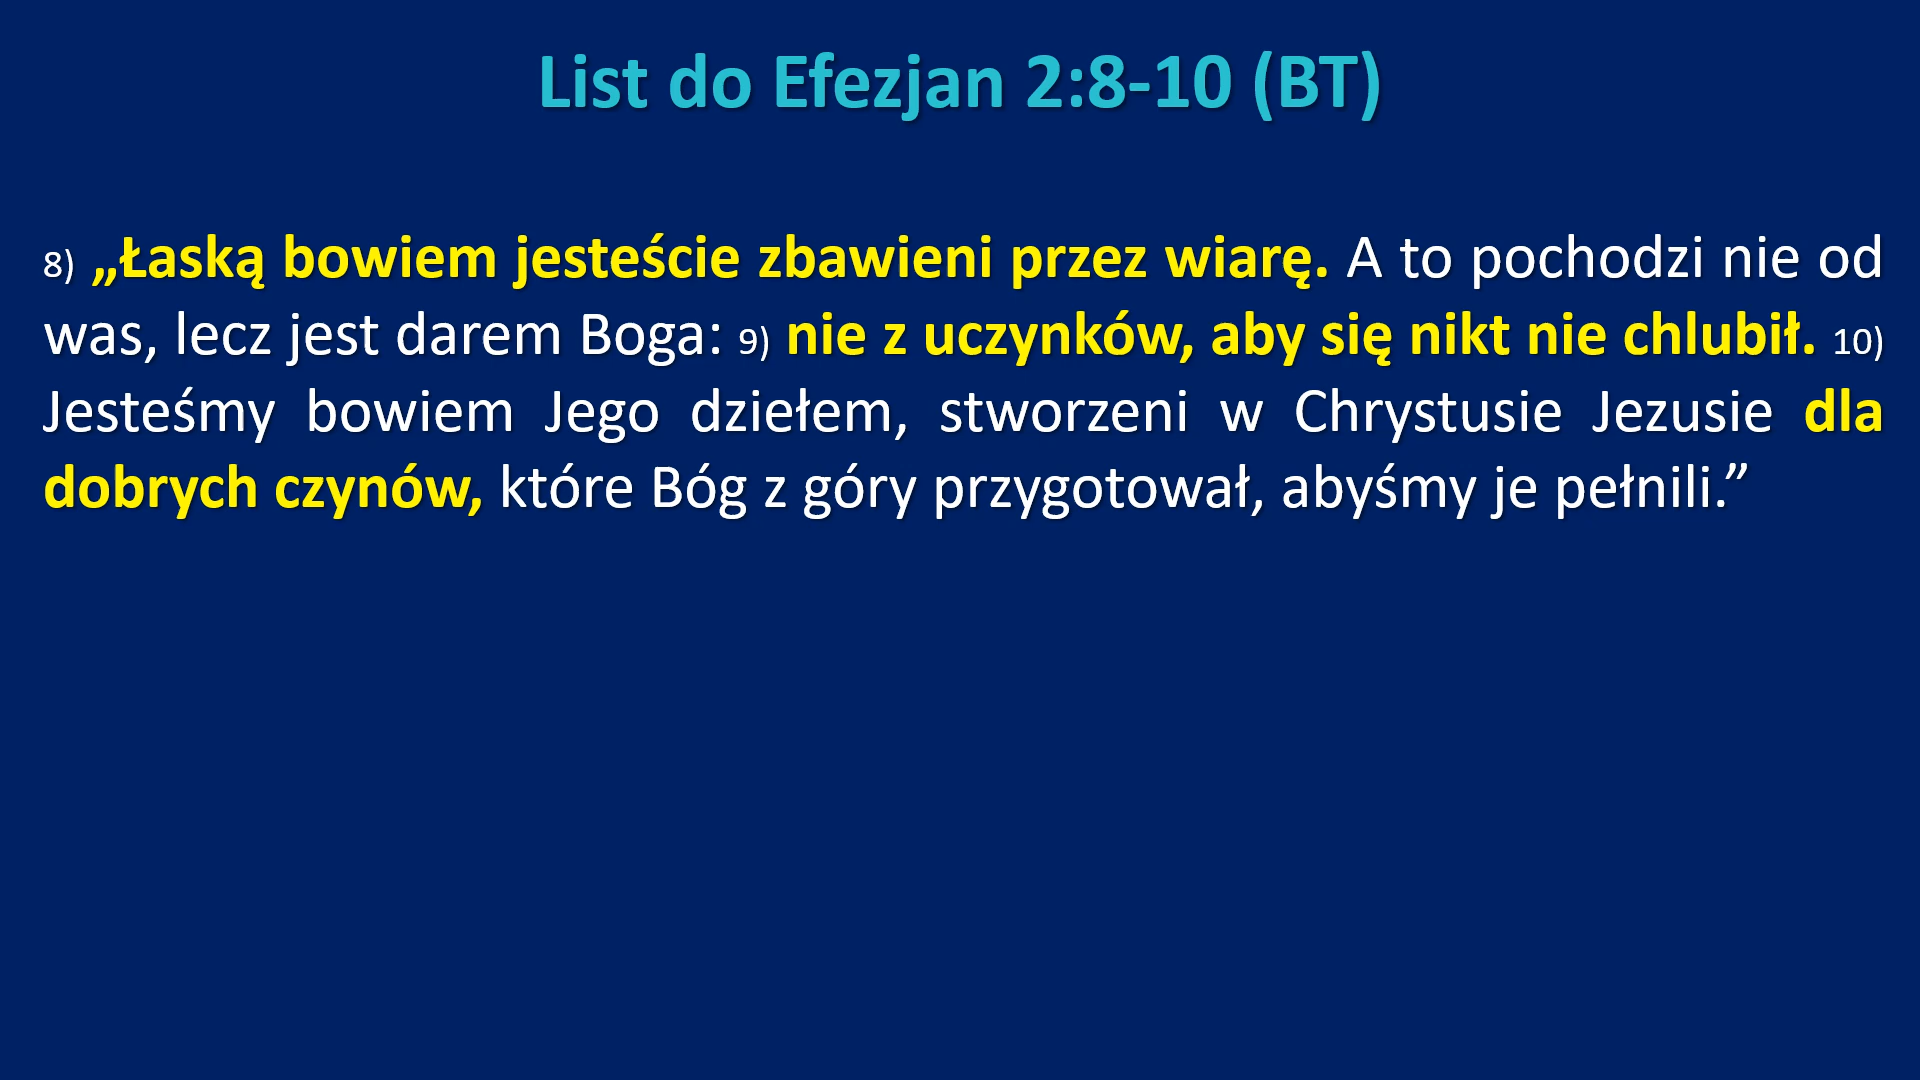 List do Efezjan 2:8-10 (BT)
8) „Łaską bowiem jesteście zbawieni przez wiarę. A to pochodzi nie od
was, lecz jest darem Boga: 9) nie z uczynków, aby się nikt nie chlubił. 10)
Jesteśmy bowiem Jego dziełem, stworzeni w Chrystusie Jezusie dla
dobrych czynów, które Bóg z góry przygotował, abyśmy je pełnili.”